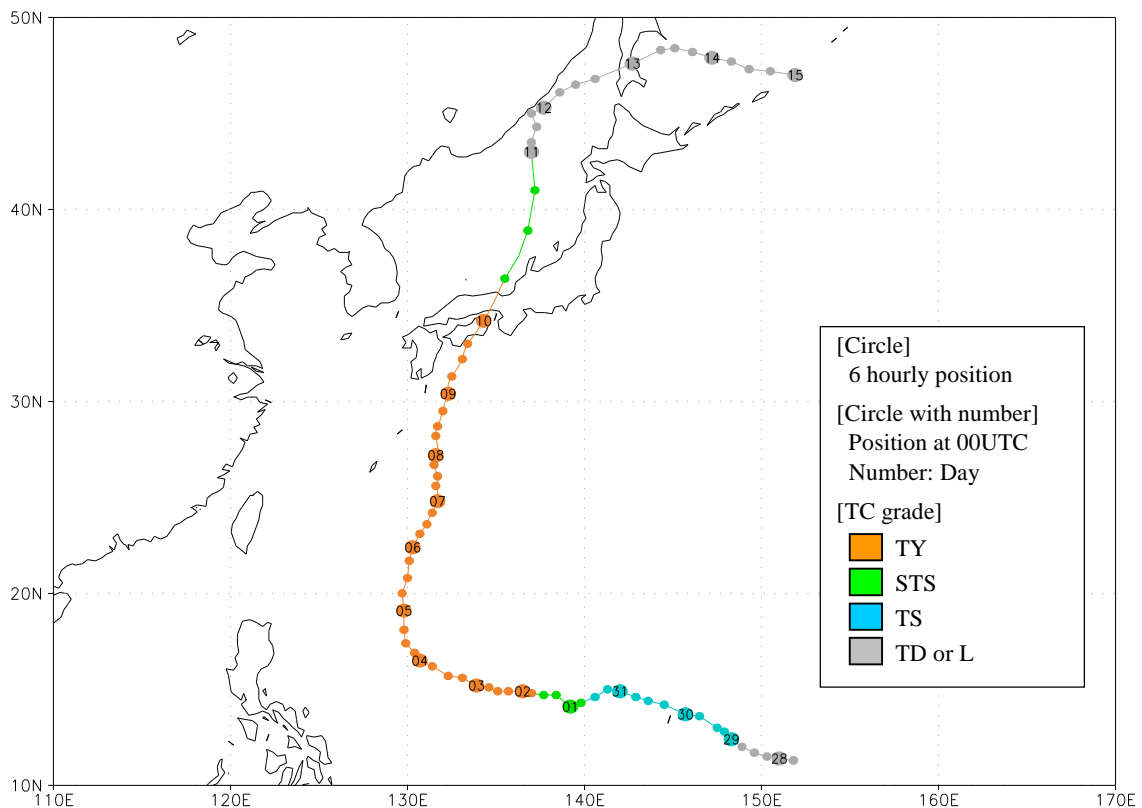 50N
40N
30N
20N
10N
110E 120E 130E 140E 150E 160E 170E
13 14 15
12
11
10
09
08
07
06
05
04
03 02 01 31 30 29 28
[Circle]
6 hourly position
[Circle with number]
Position at 00UTC
Number: Day
[TC grade]
TY
STS
TS
TD or L